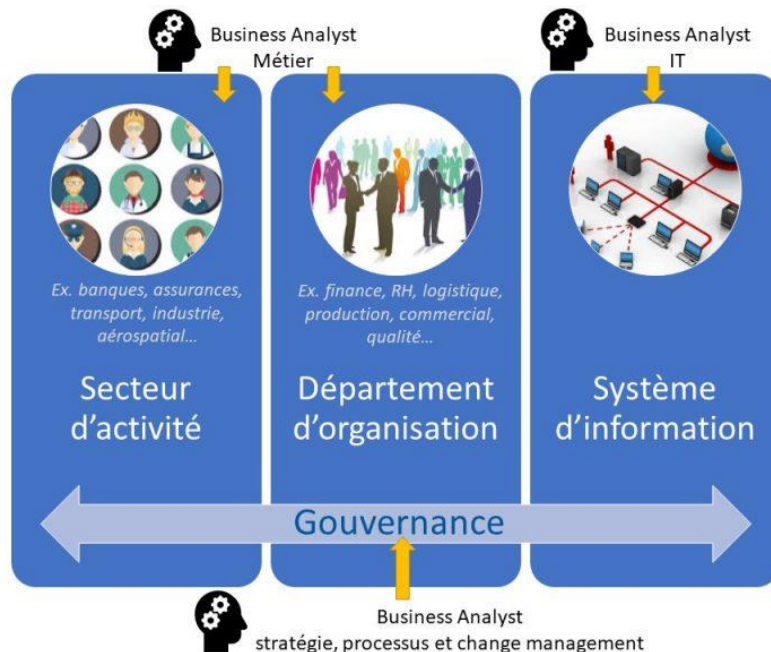 Business Analyst
Métier
Business Analyst
IT
Ex. banques, assurances,
transport, industrie,
aérospatial...
Secteur
d'activité
Ex. finance, RH, logistique,
production, commercial,
qualité...
Département
d'organisation
Système
d'information
Gouvernance
Business Analyst
stratégie, processus et change management